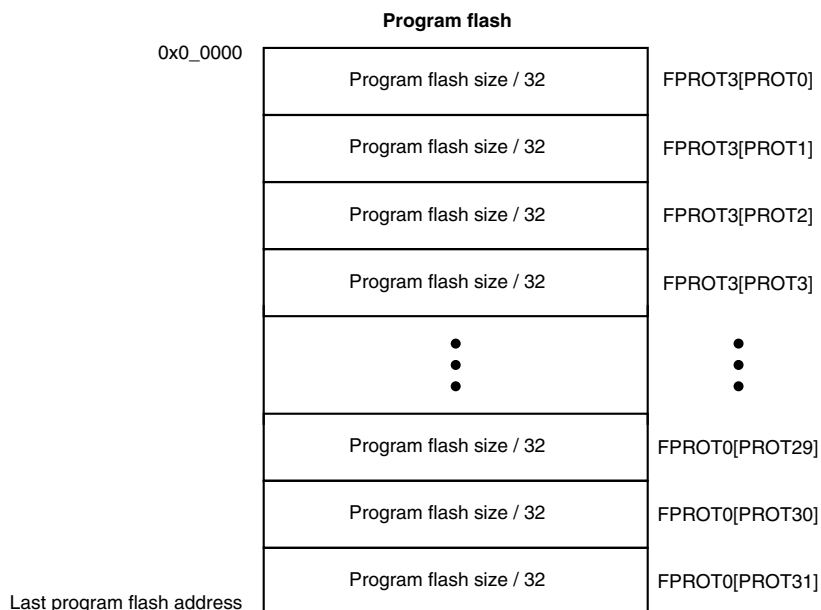 Program flash
0x0_0000
Program flash size / 32 FPROT3[PROT0]
Program flash size / 32 FPROT3[PROT1]
Program flash size / 32 FPROT3[PROT2]
Program flash size / 32 FPROT3[PROT3]
Program flash size / 32 FPROT0[PROT29]
Program flash size / 32 FPROT0[PROT30]
Program flash size / 32 FPROT0[PROT31]
Last program flash address